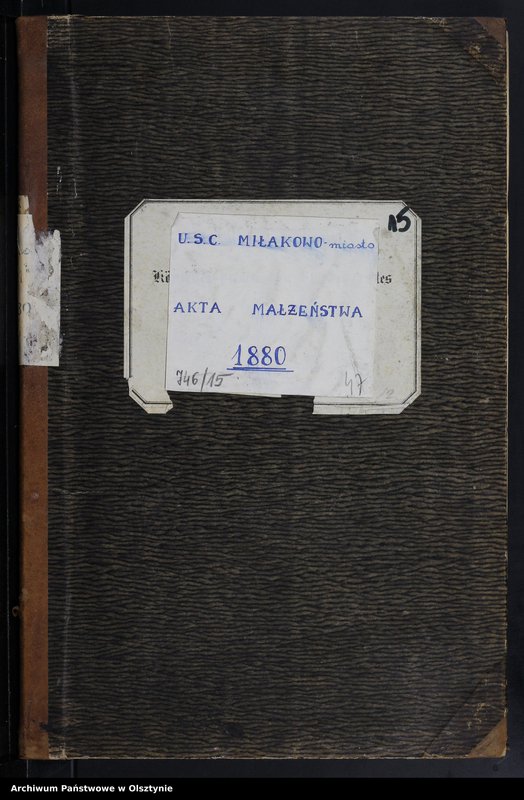 15
U.S.C. MIŁAKOWO-miasto
AKTA MAŁŻEŃSTWA
1880
746/15
47
Archiwum Państwowe w Olsztynie